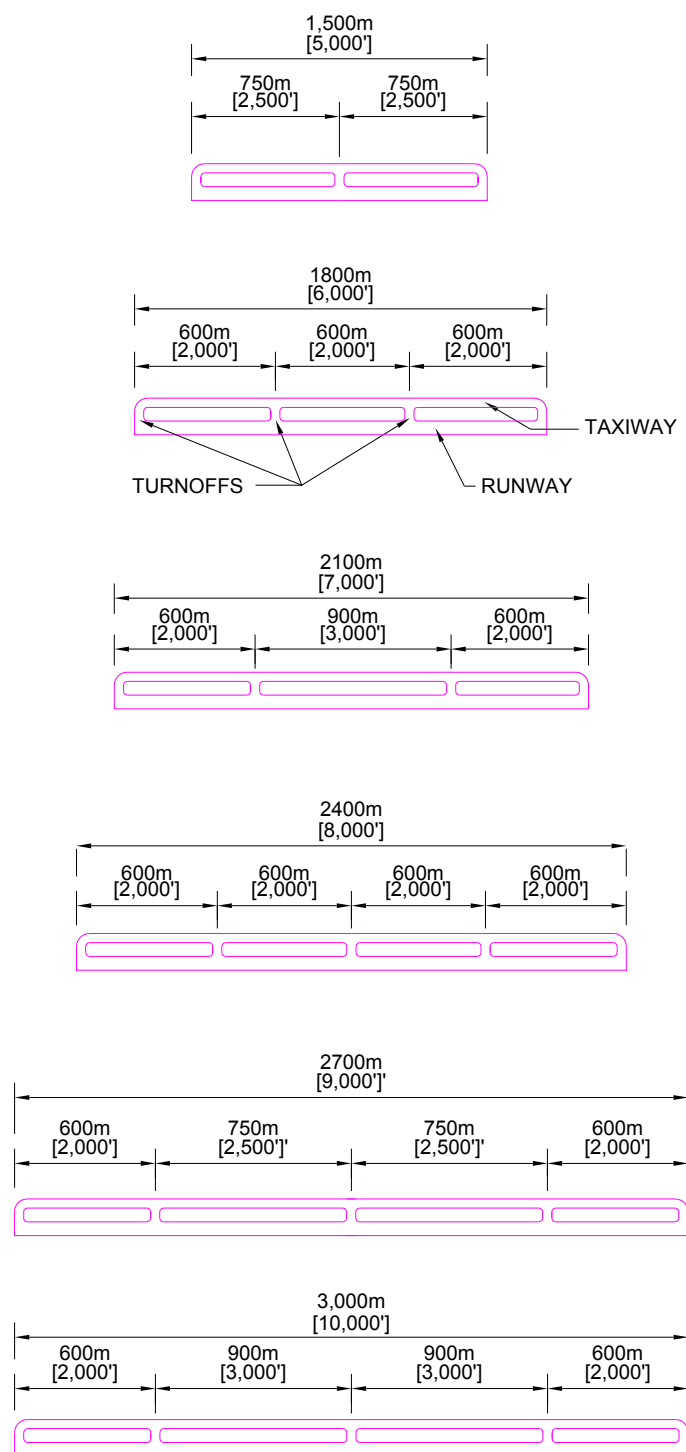 1,500m
[5,000']
750m 750m
[2,500'] [2,500']
1800m
[6,000']
600m 600m 600m
[2,000'] [2,000'] [2,000']
TAXIWAY
TURNOFFS RUNWAY
2100m
[7,000']
600m 900m 600m
[2,000'] [3,000'] [2,000']
2400m
[8,000']
600m 600m 600m 600m
[2,000'] [2,000'] [2,000'] [2,000']
2700m
[9,000']'
600m 750m 750m 600m
[2,000'] [2,500']' [2,500']' [2,000']
3,000m
[10,000']
600m 900m 900m 600m
[2,000'] [3,000'] [3,000'] [2,000']